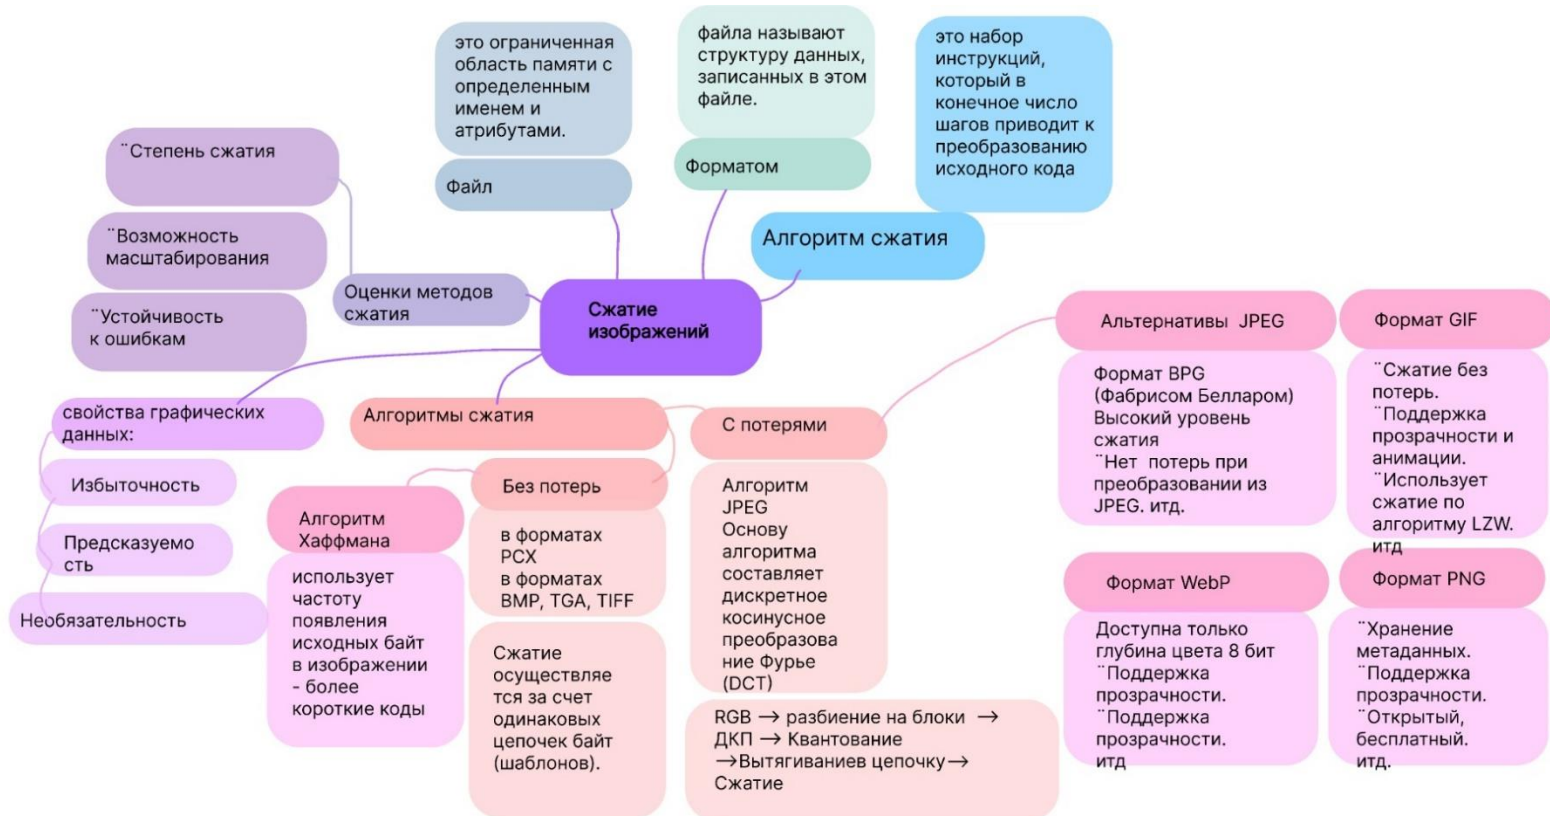 это ограниченная
область памяти с
определенным
именем и
атрибутами.
Файл
файла называют
структуру данных,
записанных в этом
файле.
Форматом
это набор
инструкций,
который в
конечное число
шагов приводит к
преобразованию
исходного кода
Алгоритм сжатия
¨Степень сжатия
¨Возможность
масштабирования
¨Устойчивость
к ошибкам
Оценки методов
сжатия
Сжатие
изображений
свойства графических
данных:
Избыточность
Предсказуемо
сть
Необязательность
Алгоритмы сжатия
Без потерь
в форматах
PCX
в форматах
BMP, TGA, TIFF
Сжатие
осуществляе
тся за счет
одинаковых
цепочек байт
(шаблонов).
Алгоритм
Хаффмана
использует
частоту
появления
исходных байт
в изображении
- более
короткие коды
С потерями
Алгоритм
JPEG
Основу
алгоритма
составляет
дискретное
косинусное
преобразова
ние Фурье
(DCT)
RGB → разбиение на блоки →
ДКП → Квантование
→Вытягиваниев цепочку→
Сжатие
Альтернативы JPEG
Формат BPG
(Фабрисом Белларом)
Высокий уровень
сжатия
¨Нет потерь при
преобразовании из
JPEG. итд.
Формат GIF
¨Сжатие без
потерь.
¨Поддержка
прозрачности и
анимации.
¨Использует
сжатие по
алгоритму LZW.
итд
Формат WebP
Доступна только
глубина цвета 8 бит
¨Поддержка
прозрачности.
¨Поддержка
прозрачности.
итд
Формат PNG
¨Хранение
метаданных.
¨Поддержка
прозрачности.
¨Открытый,
бесплатный.
итд.